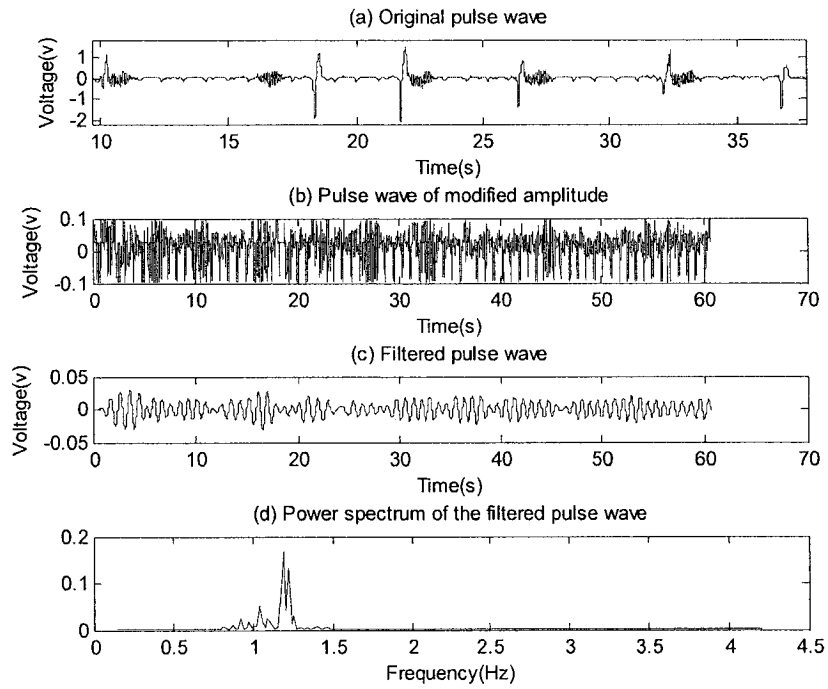 (a) Original pulse wave
Voltage(v)
1
0
-1
-2
10 15 20 25 30 35
Time(s)
(b) Pulse wave of modified amplitude
Voltage(v)
0.1
0
-0.1
0 10 20 30 40 50 60 70
Time(s)
(c) Filtered pulse wave
Voltage(v)
0.05
0
-0.05
0 10 20 30 40 50 60 70
Time(s)
(d) Power spectrum of the filtered pulse wave
0.2
0.1
0
0 0.5 1 1.5 2 2.5 3 3.5 4 4.5
Frequency(Hz)